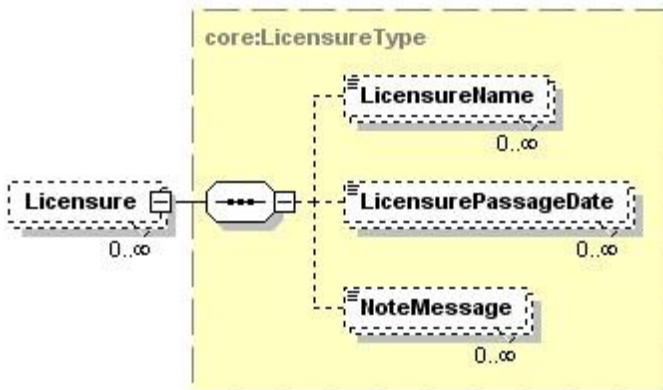 core:LicensureType
LicensureName
0..∞
Licensure
0..∞
LicensurePassageDate
0..∞
NoteMessage
0..∞